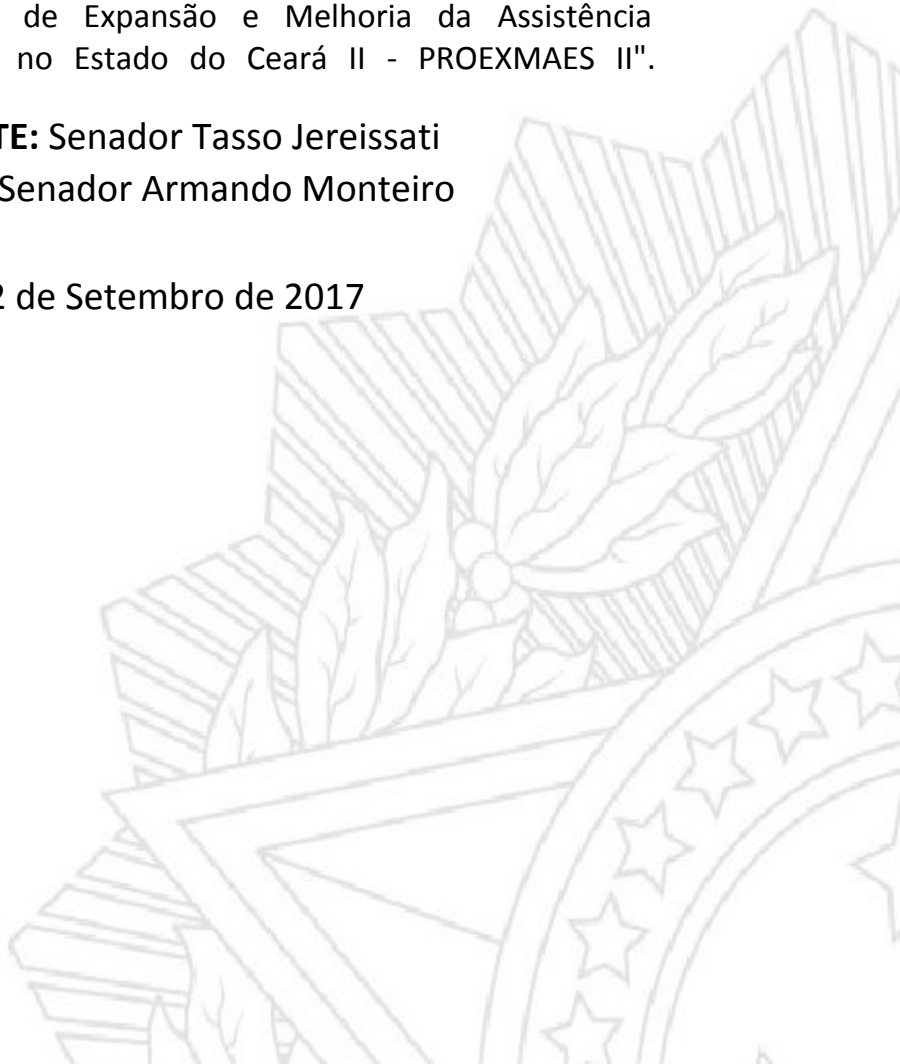 de Expansão e Melhoria da Assistência
no Estado do Ceará II - PROEXMAES II".
TE: Senador Tasso Jereissati
Senador Armando Monteiro
2 de Setembro de 2017